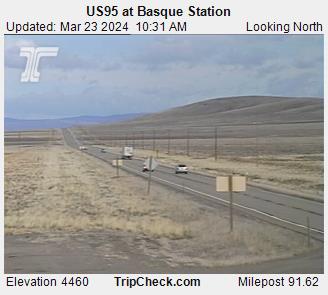 US95 at Basque Station
Updated: Mar 23 2024 10:31 AM Looking North
Elevation 4460 TripCheck.com Milepost 91.62